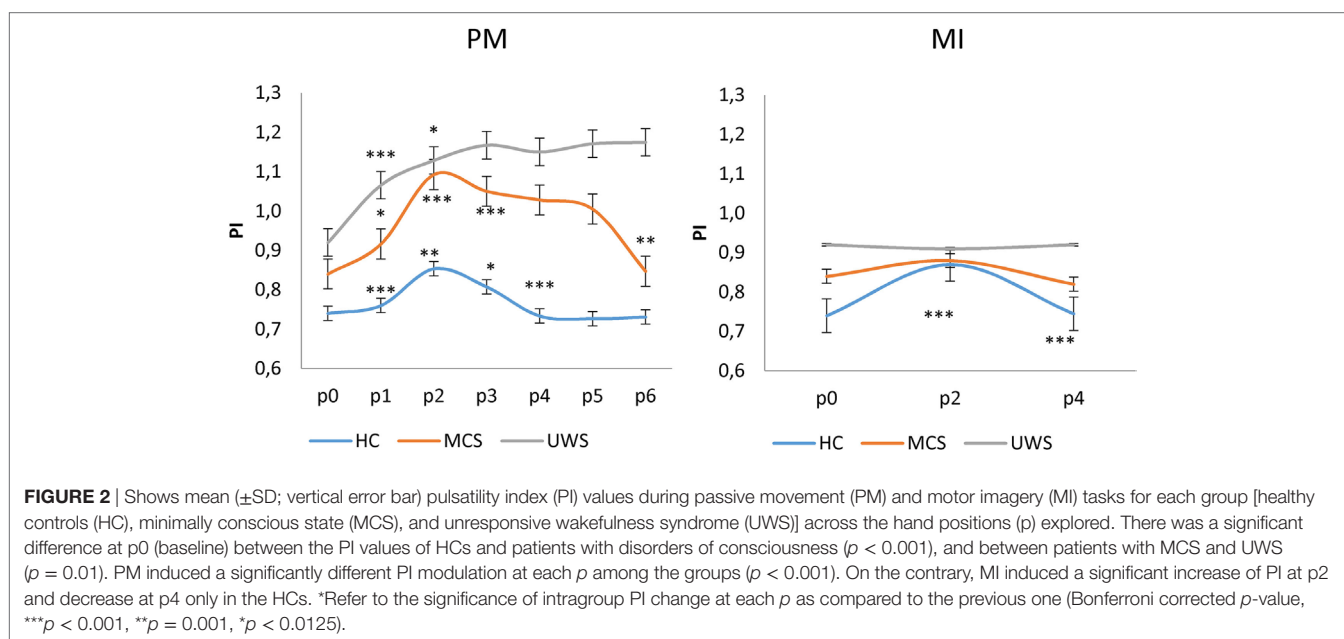 PM
MI
1,3
1,2
1,1
1,0
0,9
0,8
0,7
0,6
PI
***
*
*
***
***
**
***
**
*
***
p0 p1 p2 p3 p4 p5 p6
HC MCS UWS
1,3
1,2
1,1
1,0
0,9
0,8
0,7
0,6
PI
***
***
p0 p2 p4
HC MCS UWS
FIGURE 2 | Shows mean (±SD; vertical error bar) pulsatility index (PI) values during passive movement (PM) and motor imagery (MI) tasks for each group [healthy
controls (HC), minimally conscious state (MCS), and unresponsive wakefulness syndrome (UWS)] across the hand positions (p) explored. There was a significant
difference at p0 (baseline) between the PI values of HCs and patients with disorders of consciousness (p < 0.001), and between patients with MCS and UWS
(p = 0.01). PM induced a significantly different PI modulation at each p among the groups (p < 0.001). On the contrary, MI induced a significant increase of PI at p2
and decrease at p4 only in the HCs. *Refer to the significance of intragroup PI change at each p as compared to the previous one (Bonferroni corrected p-value,
***p < 0.001, **p = 0.001, *p < 0.0125).